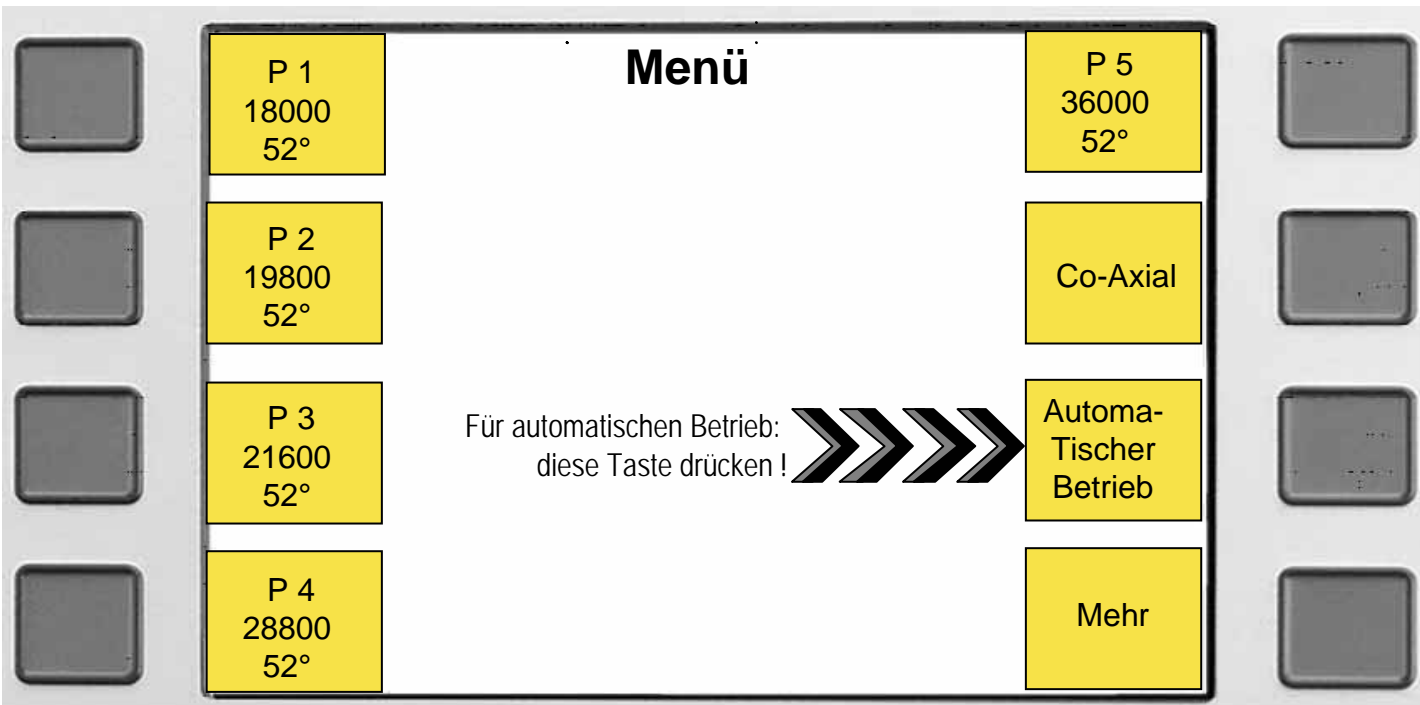 Menü
P 1
18000
52°
P 2
19800
52°
P 3
21600
52°
P 4
28800
52°
Für automatischen Betrieb:
diese Taste drücken !
P 5
36000
52°
Co-Axial
Automa-
Tischer
Betrieb
Mehr